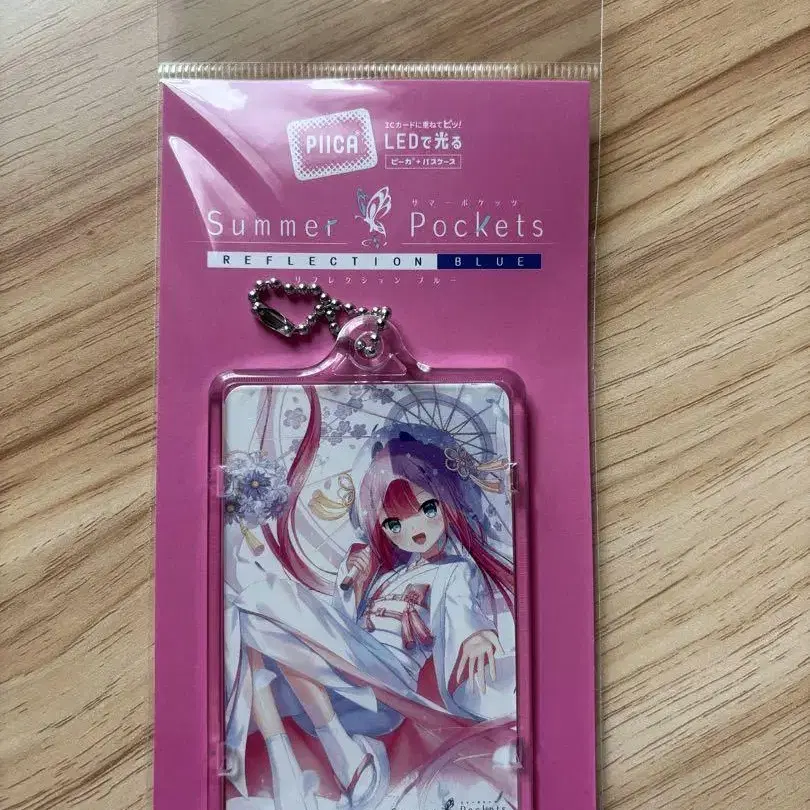 PIICA
ICカードに重ねてピッ!
LEDで光る
ピーカ+パスケース
サマーポケッツ
Summer Pockets
REFLECTION BLUE
リフレクション ブルー
Pockets